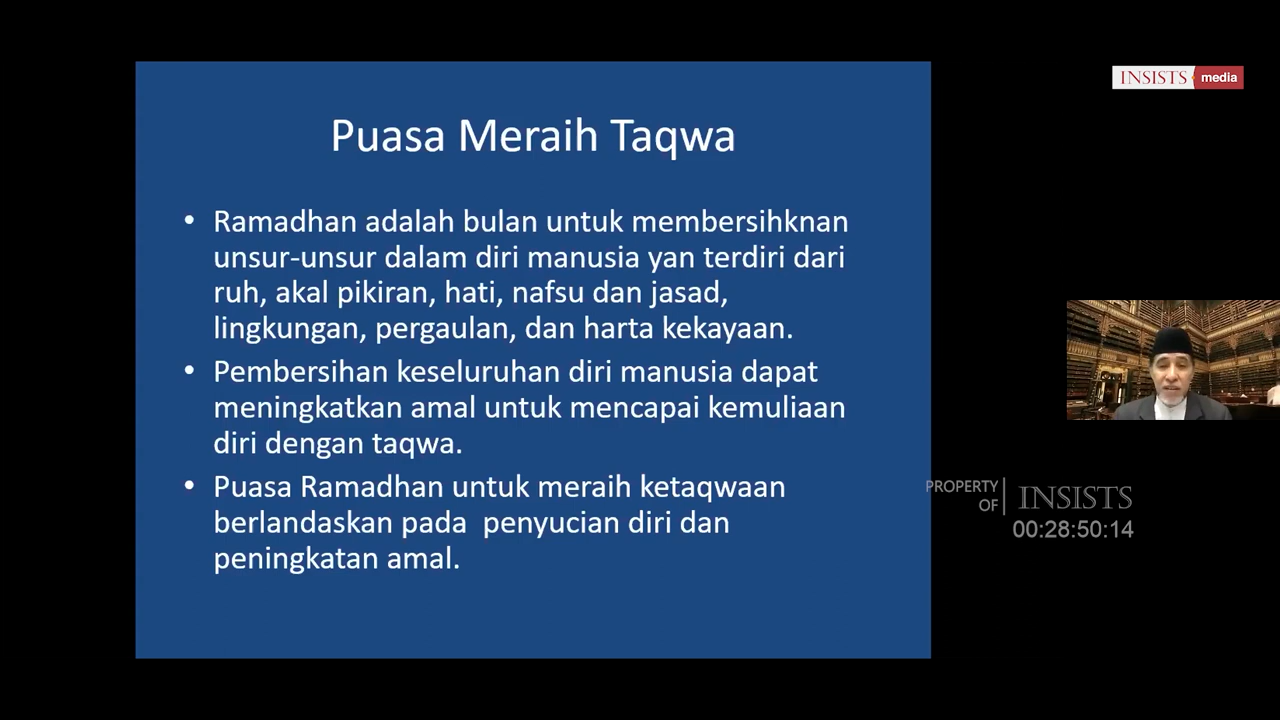 INSISTS media
Puasa Meraih Taqwa
• Ramadhan adalah bulan untuk membersihknan
unsur-unsur dalam diri manusia yan terdiri dari
ruh, akal pikiran, hati, nafsu dan jasad,
lingkungan, pergaulan, dan harta kekayaan.
• Pembersihan keseluruhan diri manusia dapat
meningkatkan amal untuk mencapai kemuliaan
diri dengan taqwa.
• Puasa Ramadhan untuk meraih ketaqwaan
berlandaskan pada  penyucian diri dan
peningkatan amal.
PROPERTY
OF
INSISTS
00:28:50:14